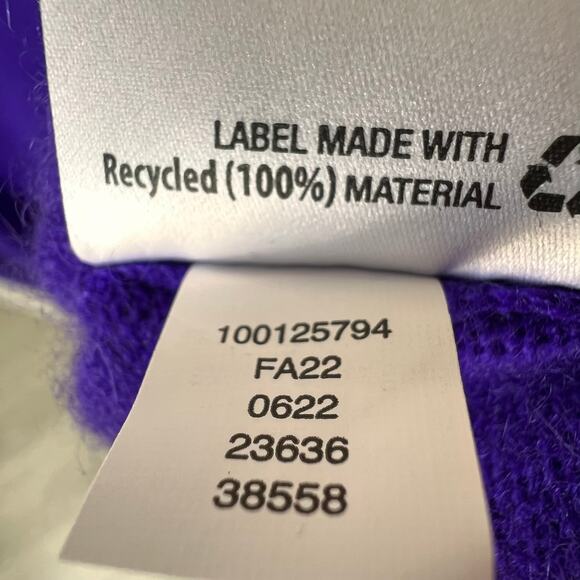 LABEL MADE WITH
Recycled (100%) MATERIAL
100125794
FA22
0622
23636
38558